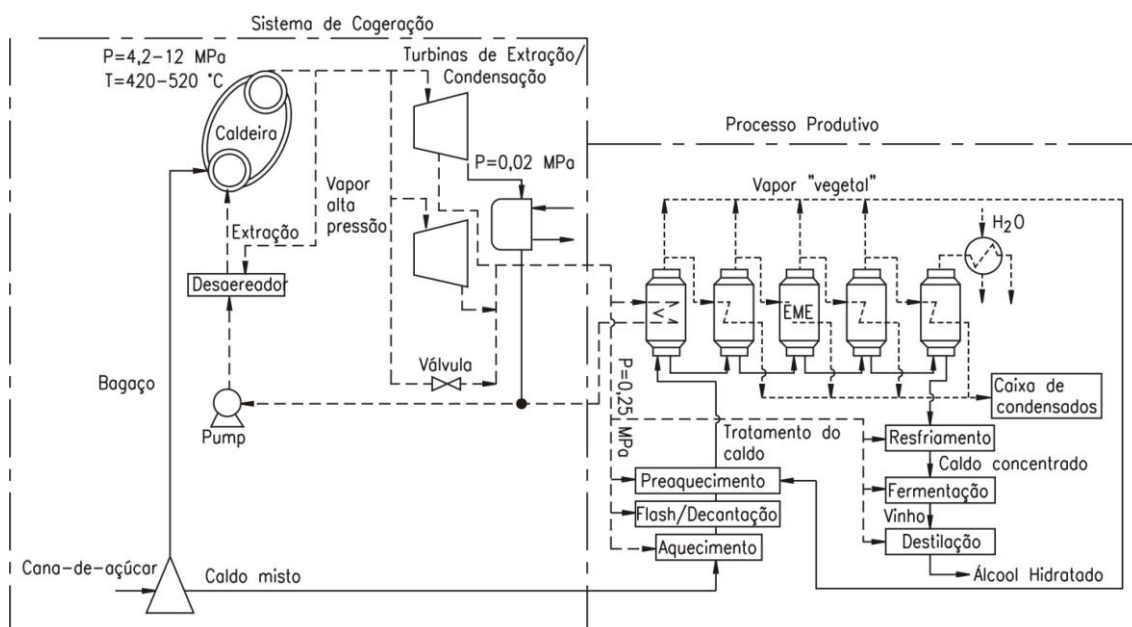 Sistema de Cogeração
P=4,2-12 MPa
T=420-520 °C
Turbinas de Extração/
Condensação
Caldeira
Processo Produtivo
P=0,02 MPa
Vapor
alta
pressão
Vapor "vegetal"
Extração
H2O
Desaereador
EME
Válvula
Bagaço
P=0,25 MPa
Caixa de
condensados
Pump
Tratamento do
caldo
Resfriamento
Caldo concentrado
Preaquecimento
Fermentação
Flash/Decantação
Vinho
Aquecimento
Destilação
Cana-de-açúcar
Caldo misto
Álcool Hidratado